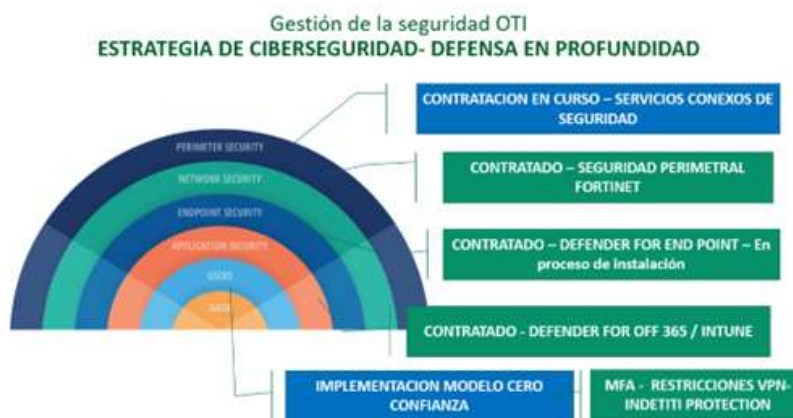 Gestión de la seguridad OTI
ESTRATEGIA DE CIBERSEGURIDAD- DEFENSA EN PROFUNDIDAD
CONTRATACION EN CURSO – SERVICIOS CONEXOS DE
SEGURIDAD
PERIMETER SECURITY
NETWORK SECURITY
ENDPOINT SECURITY
APPLICATION SECURITY
USERS
DATA
CONTRATADO – SEGURIDAD PERIMETRAL
FORTINET
CONTRATADO – DEFENDER FOR END POINT – En
proceso de instalación
CONTRATADO - DEFENDER FOR OFF 365 / INTUNE
IMPLEMENTACION MODELO CERO
CONFIANZA
MFA - RESTRICCIONES VPN-
INDETITI PROTECTION